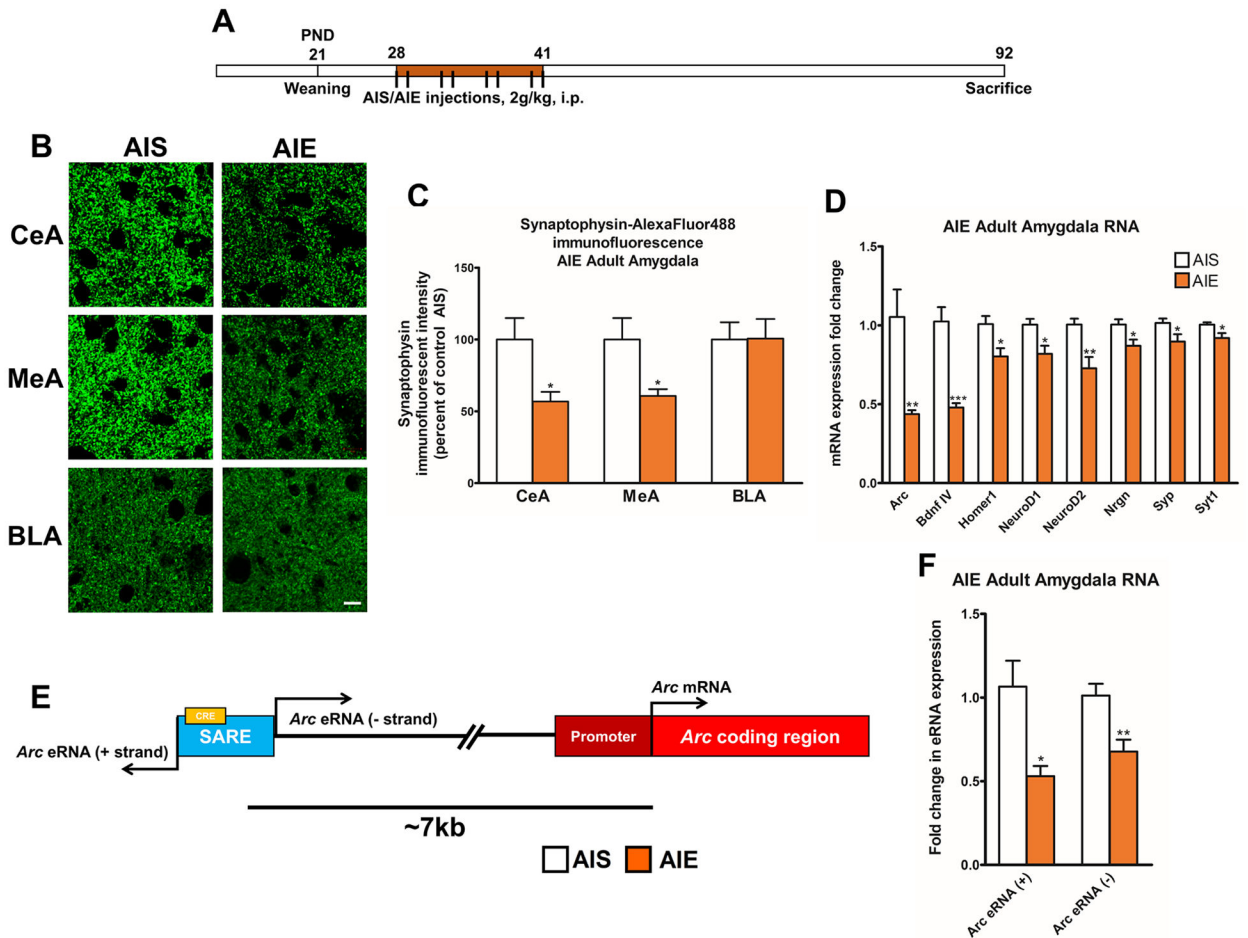 A
PND
21
28
41
92
Weaning
AIS/AIE injections, 2g/kg, i.p.
Sacrifice
B
AIS
AIE
CeA
MeA
BLA
C
Synaptophysin-AlexaFluor488
immunofluorescence
AIE Adult Amygdala
Synaptophysin
immunofluorescent intensity
(percent of control AIS)
150
100
50
0
*
*
CeA
MeA
BLA
D
AIE Adult Amygdala RNA
AIS
AIE
mRNA expression fold change
1.5
1.0
0.5
0.0
**
***
*
*
**
*
*
*
Arc
Bdnf IV
Homer1
NeuroD1
NeuroD2
Nrgn
Syp
Syt1
E
Arc mRNA
CRE
SARE
Arc eRNA (- strand)
Promoter
Arc coding region
Arc eRNA (+ strand)
~7kb
AIS
AIE
F
AIE Adult Amygdala RNA
Fold change in eRNA expression
1.5
1.0
0.5
0.0
*
**
Arc eRNA (+)
Arc eRNA (-)